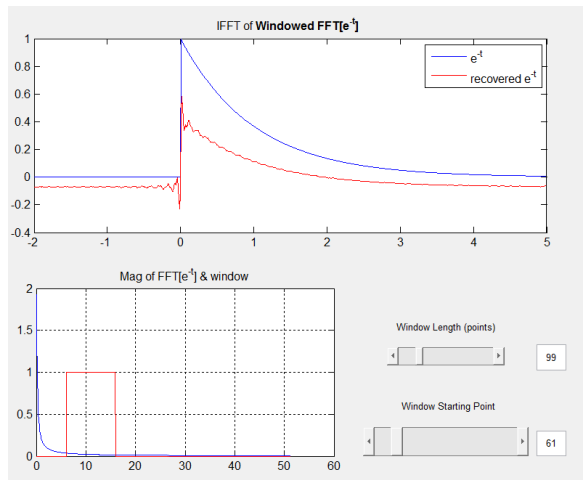 IFFT of Windowed FFT[e^-t]
1
0.8
0.6
0.4
0.2
0
-0.2
-0.4
-2 -1 0 1 2 3 4 5
e^-t
recovered e^-t
Mag of FFT[e^-t] & window
2
1.5
1
0.5
0
0 10 20 30 40 50 60
Window Length (points)
99
Window Starting Point
61